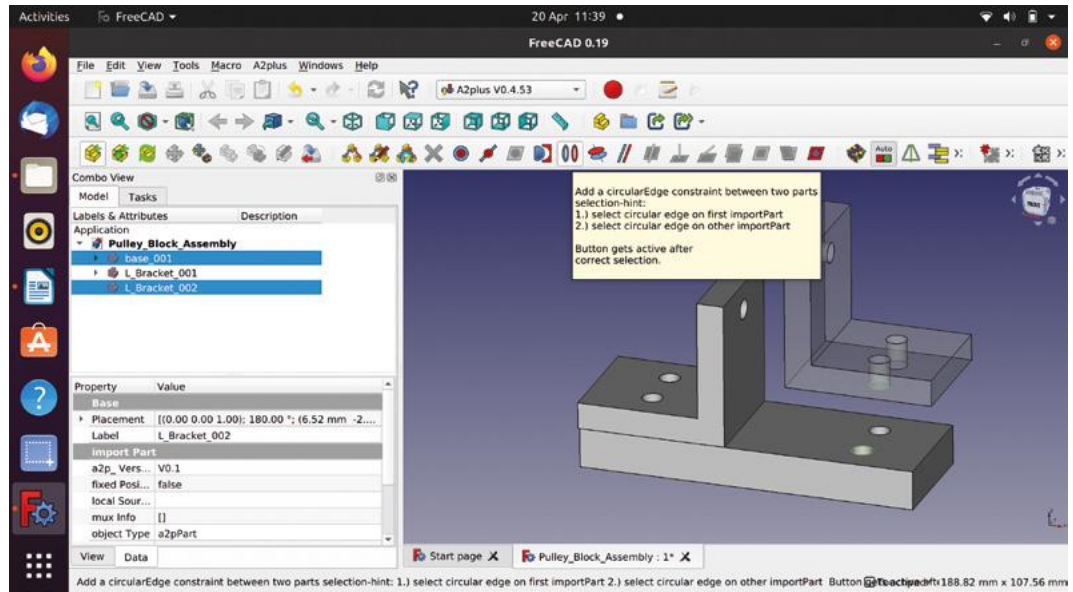 Activities
FreeCAD
20 Apr 11:39
FreeCAD 0.19
File Edit View Tools Macro A2plus Windows Help
A2plus V0.4.53
Auto
Combo View
Model Tasks
Labels & Attributes Description
Application
Pulley_Block_Assembly
base_001
L_Bracket_001
L_Bracket_002
Add a circularEdge constraint between two parts
selection-hint:
1.) select circular edge on first importPart
2.) select circular edge on other importPart
Button gets active after
correct selection.
Property Value
Base
Placement [(0.00 0.00 1.00); 180.00 °; (6.52 mm -2....
Label L_Bracket_002
import Part
a2p_Vers... V0.1
fixed Posi... false
local Sour...
mux Info []
object Type a2pPart
View Data
Start page
Pulley_Block_Assembly : 1*
Add a circularEdge constraint between two parts selection-hint: 1.) select circular edge on first importPart 2.) select circular edge on other importPart Button 188.82 mm x 107.56 mm